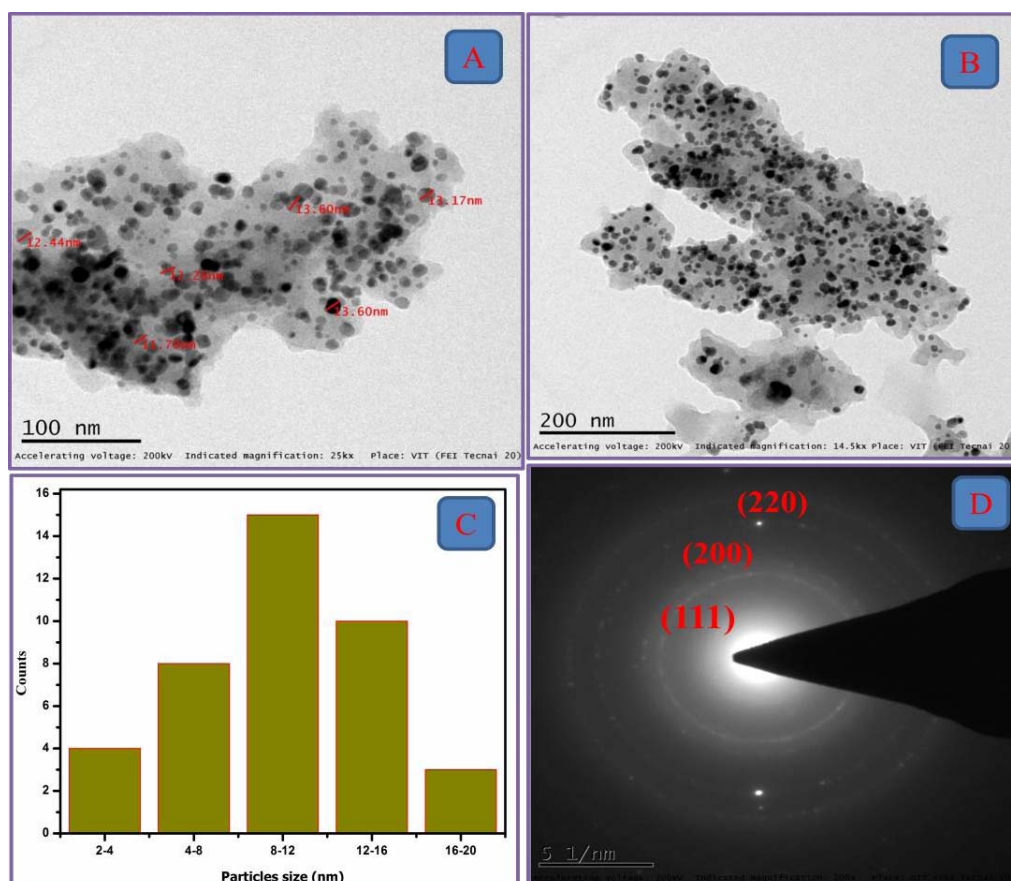 A
13.60nm
13.17nm
12.44nm
13.60nm
100 nm
Accelerating voltage: 200kV Indicated magnification: 25kx Place: VIT (FEI Tecnai 20)
B
200 nm
Accelerating voltage: 200kV Indicated magnification: 14.5kx Place: VIT (FEI Tecnai 20
C
16
14
12
10
8
6
4
2
0
Counts
2-4
4-8
8-12
12-16
16-20
Particles size (nm)
D
(220)
(200)
(111)
5 1/nm